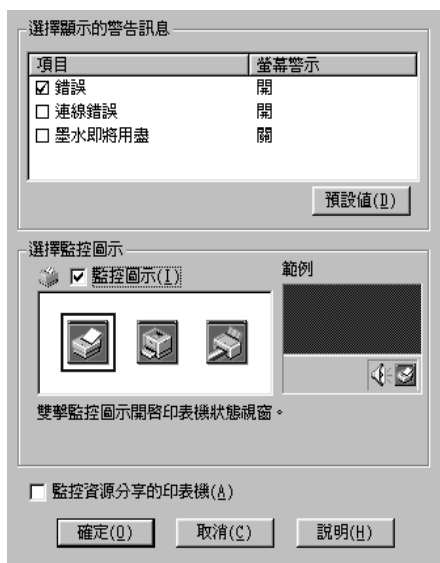 選擇顯示的警告訊息
項目 螢幕警示
錯誤 開
連線錯誤 開
墨水即將用盡 關
預設值(D)
選擇監控圖示
監控圖示(I)
範例
雙擊監控圖示開啓印表機狀態視窗。
監控資源分享的印表機(A)
確定(O) 取消(C) 說明(H)